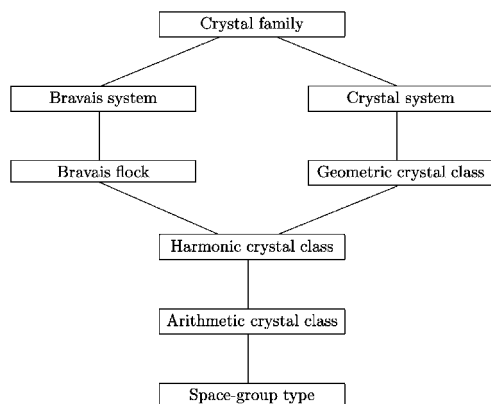 Crystal family
Bravais system
Crystal system
Bravais flock
Geometric crystal class
Harmonic crystal class
Arithmetic crystal class
Space-group type